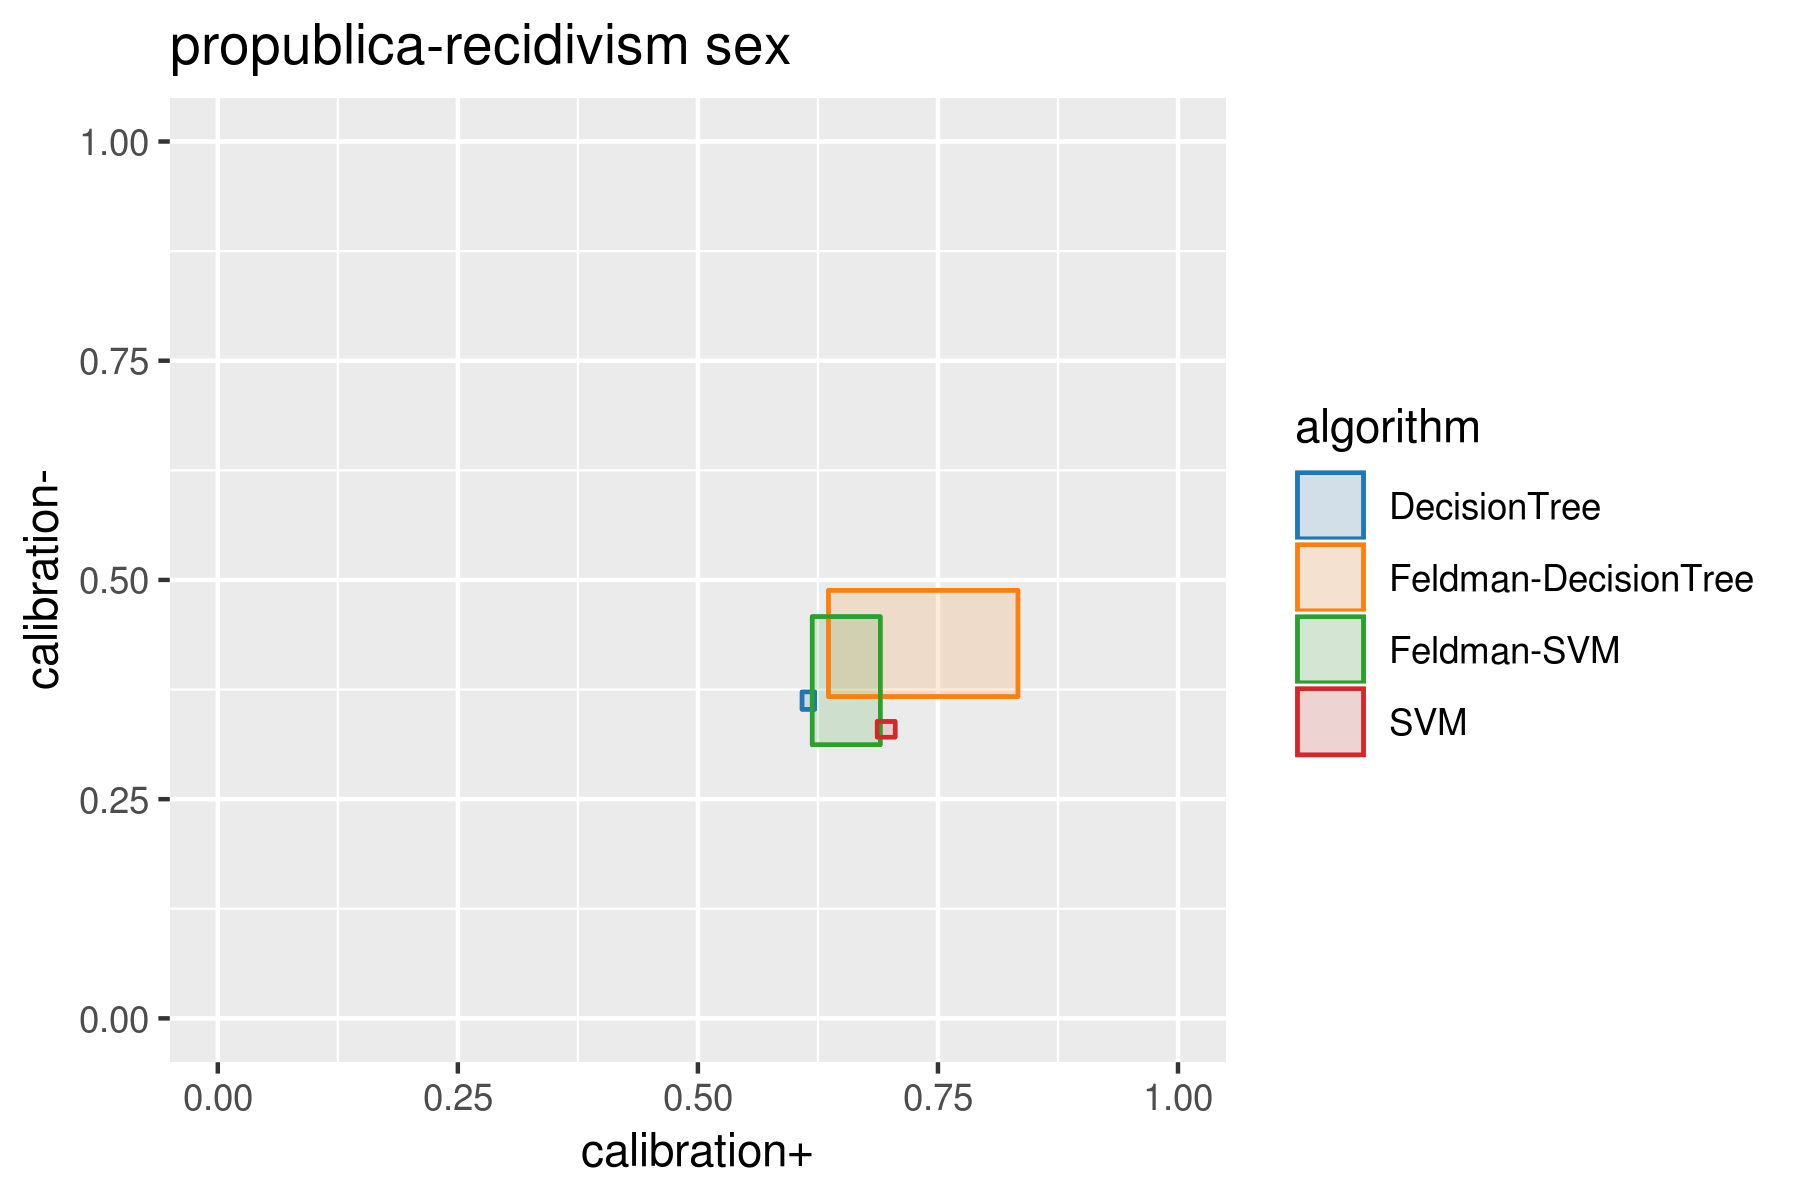 propublica-recidivism sex
1.00
0.75
0.50
0.25
0.00
calibration-
0.00 0.25 0.50 0.75 1.00
calibration+
algorithm
DecisionTree
Feldman-DecisionTree
Feldman-SVM
SVM